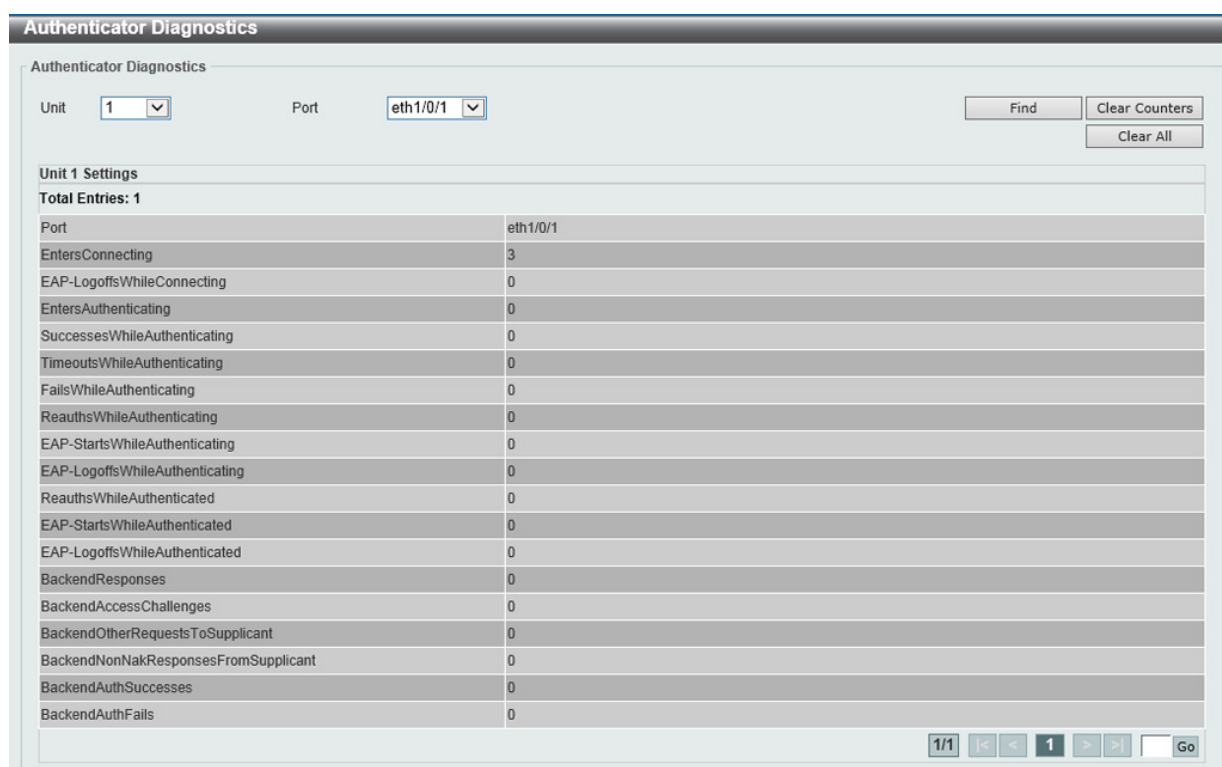 Authenticator Diagnostics
Authenticator Diagnostics
Unit 1 Port eth1/0/1 Find Clear Counters
Clear All
Unit 1 Settings
Total Entries: 1
Port eth1/0/1
EntersConnecting 3
EAP-LogoffsWhileConnecting 0
EntersAuthenticating 0
SuccessesWhileAuthenticating 0
TimeoutsWhileAuthenticating 0
FailsWhileAuthenticating 0
ReauthsWhileAuthenticating 0
EAP-StartsWhileAuthenticating 0
EAP-LogoffsWhileAuthenticating 0
ReauthsWhileAuthenticated 0
EAP-StartsWhileAuthenticated 0
EAP-LogoffsWhileAuthenticated 0
BackendResponses 0
BackendAccessChallenges 0
BackendOtherRequestsToSupplicant 0
BackendNonNakResponsesFromSupplicant 0
BackendAuthSuccesses 0
BackendAuthFails 0
1/1 |< < 1 > >| Go